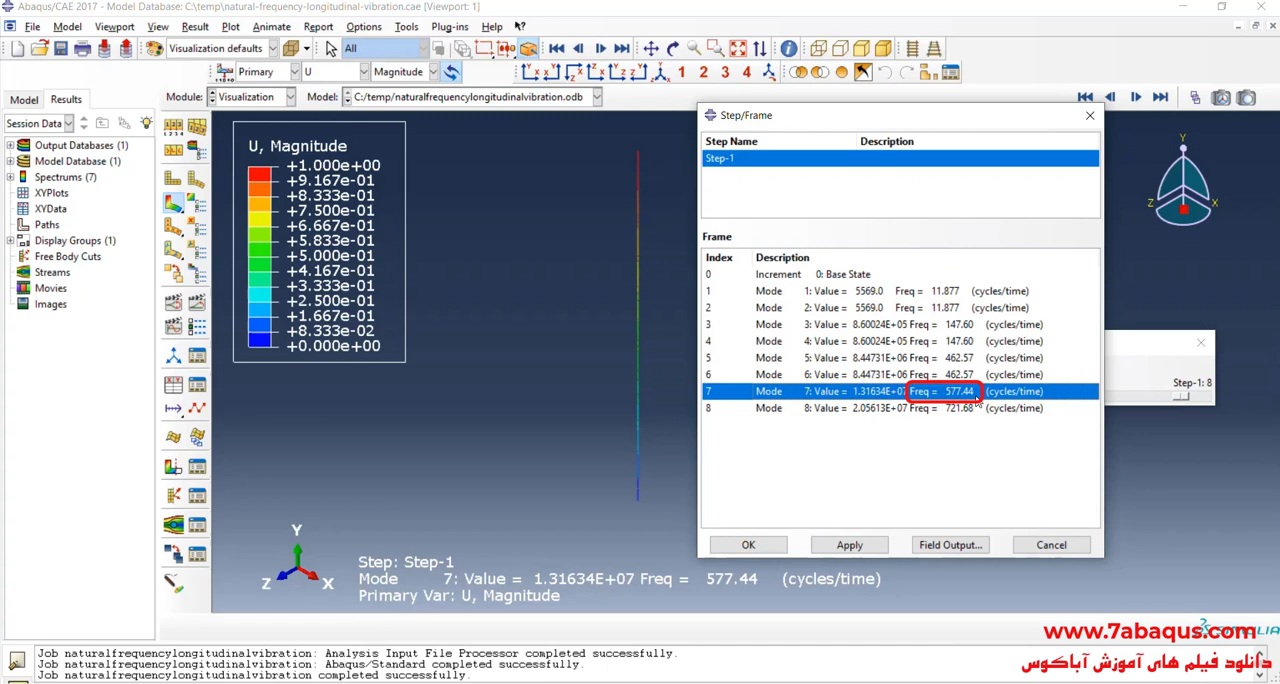 Abaqus/CAE 2017 - Model Database: C:\temp\natural-frequency-longitudinal-vibration.cae [Viewport: 1]
File Model Viewport View Result Plot Animate Report Options Tools Plug-ins Help
Visualization defaults All
Primary U Magnitude 1 2 3 4
Model Results Module: Visualization Model: C:/temp/naturalfrequencylongitudinalvibration.odb
Session Data
Output Databases (1)
Model Database (1)
Spectrums (7)
XYPlots
XYData
Paths
Display Groups (1)
Free Body Cuts
Streams
Movies
Images
U, Magnitude
+1.000e+00
+9.167e-01
+8.333e-01
+7.500e-01
+6.667e-01
+5.833e-01
+5.000e-01
+4.167e-01
+3.333e-01
+2.500e-01
+1.667e-01
+8.333e-02
+0.000e+00
Step/Frame
Step Name Description
Step-1
Frame
Index Description
0 Increment 0: Base State
1 Mode 1: Value = 5569.0 Freq = 11.877 (cycles/time)
2 Mode 2: Value = 5569.0 Freq = 11.877 (cycles/time)
3 Mode 3: Value = 8.60024E+05 Freq = 147.60 (cycles/time)
4 Mode 4: Value = 8.60024E+05 Freq = 147.60 (cycles/time)
5 Mode 5: Value = 8.44731E+06 Freq = 462.57 (cycles/time)
6 Mode 6: Value = 8.44731E+06 Freq = 462.57 (cycles/time)
7 Mode 7: Value = 1.31634E+07 Freq = 577.44 (cycles/time)
8 Mode 8: Value = 2.05613E+07 Freq = 721.68 (cycles/time)
OK Apply Field Output... Cancel
Step-1: 8
Y
Z X
Y
Z X
Step: Step-1
Mode 7: Value = 1.31634E+07 Freq = 577.44 (cycles/time)
Primary Var: U, Magnitude
www.7abaqus.com
دانلود فیلم های آموزش آباکوس
Job naturalfrequencylongitudinalvibration: Analysis Input File Processor completed successfully.
Job naturalfrequencylongitudinalvibration: Abaqus/Standard completed successfully.
Job naturalfrequencylongitudinalvibration completed successfully.